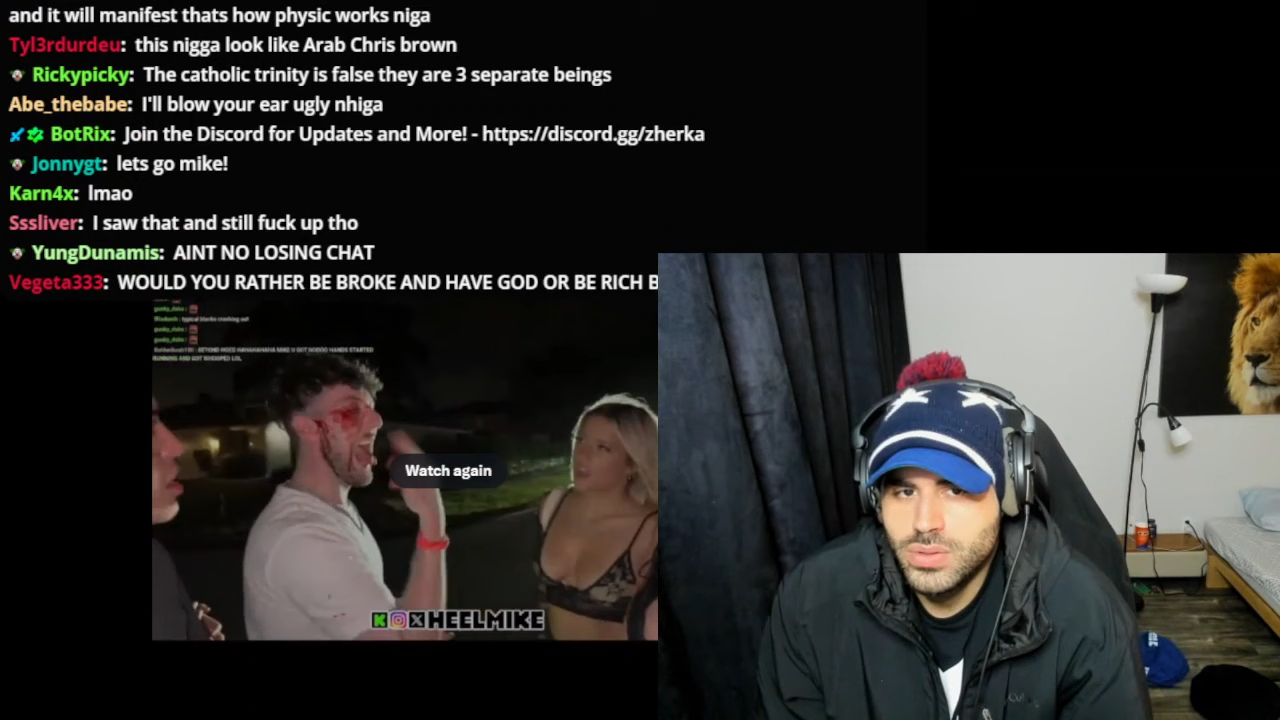 and it will manifest thats how physic works niga
Tyl3rdurdeu: this nigga look like Arab Chris brown
Rickypicky: The catholic trinity is false they are 3 separate beings
Abe_thebabe: I'll blow your ear ugly nhiga
BotRix: Join the Discord for Updates and More! - https://discord.gg/zherka
Jonnygt: lets go mike!
Karn4x: lmao
Sssliver: I saw that and still fuck up tho
YungDunamis: AINT NO LOSING CHAT
Vegeta333: WOULD YOU RATHER BE BROKE AND HAVE GOD OR BE RICH B
Watch again
K X HEELMIKE